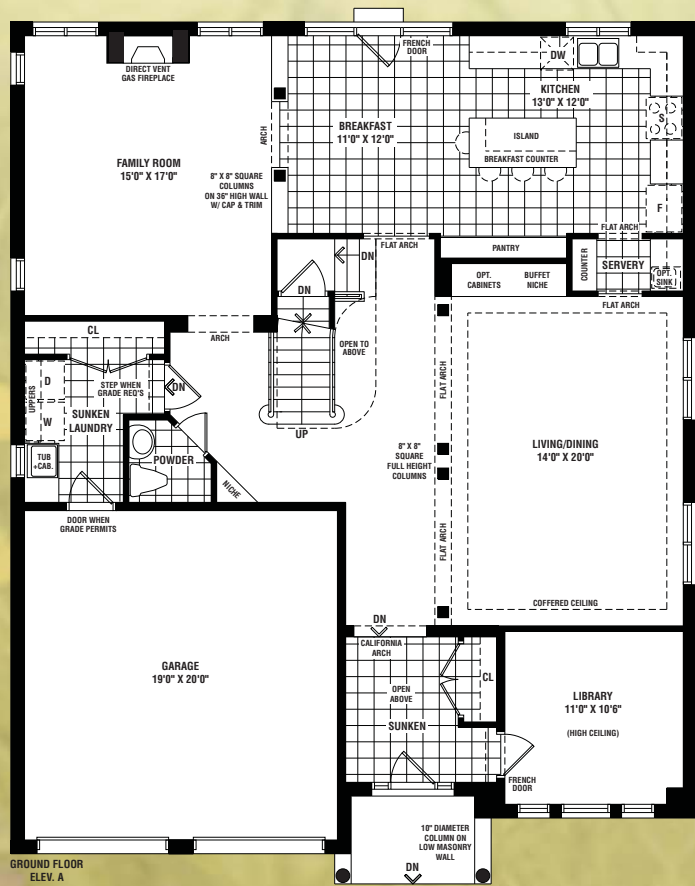 FRENCH
DOOR
DW
DIRECT VENT
GAS FIREPLACE
KITCHEN
13'0" X 12'0"
S
BREAKFAST
11'0" X 12'0"
ISLAND
BREAKFAST COUNTER
ARCH
FAMILY ROOM
15'0" X 17'0"
8" X 8" SQUARE
COLUMNS
ON 36" HIGH WALL
W/ CAP & TRIM
F
FLAT ARCH
FLAT ARCH
PANTRY
DN
COUNTER
SERVERY
OPT.
SINK
OPT.
CABINETS
BUFFET
NICHE
DN
FLAT ARCH
CL
ARCH
OPEN TO
ABOVE
UP
FLAT ARCH
UPPERS
D
W
STEP WHEN
GRADE REQ'S
DN
SUNKEN
LAUNDRY
TUB
+CAB.
POWDER
NICHE
8" X 8"
SQUARE
FULL HEIGHT
COLUMNS
LIVING/DINING
14'0" X 20'0"
FLAT ARCH
DOOR WHEN
GRADE PERMITS
COFFERED CEILING
DN
CALIFORNIA
ARCH
GARAGE
19'0" X 20'0"
OPEN
ABOVE
CL
SUNKEN
LIBRARY
11'0" X 10'6"
(HIGH CEILING)
FRENCH
DOOR
10" DIAMETER
COLUMN ON
LOW MASONRY
WALL
DN
GROUND FLOOR
ELEV. A